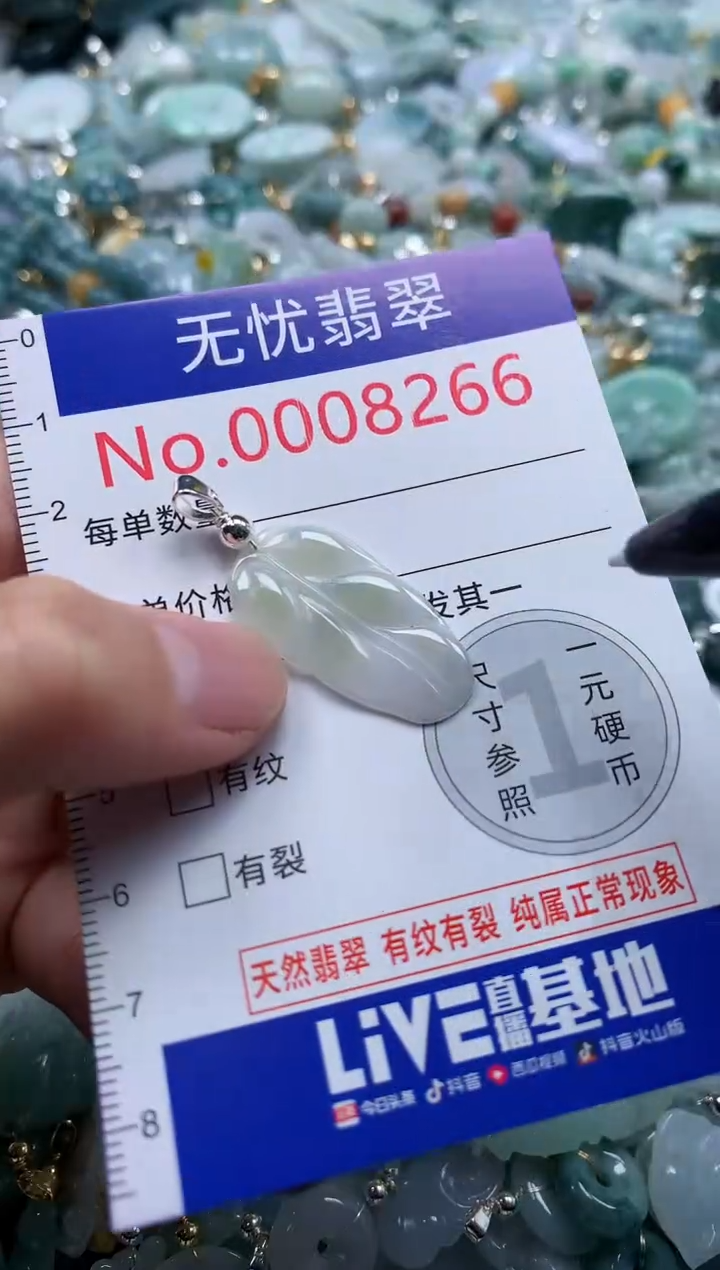 无忧翡翠
No.0008266
0
1
2
每单数量
单价格
发其一
尺寸参照
一元硬币
1
5
有纹
6
有裂
天然翡翠 有纹有裂 纯属正常现象
7
LiVE直播基地
今日头条 抖音 西瓜视频 抖音火山版
8